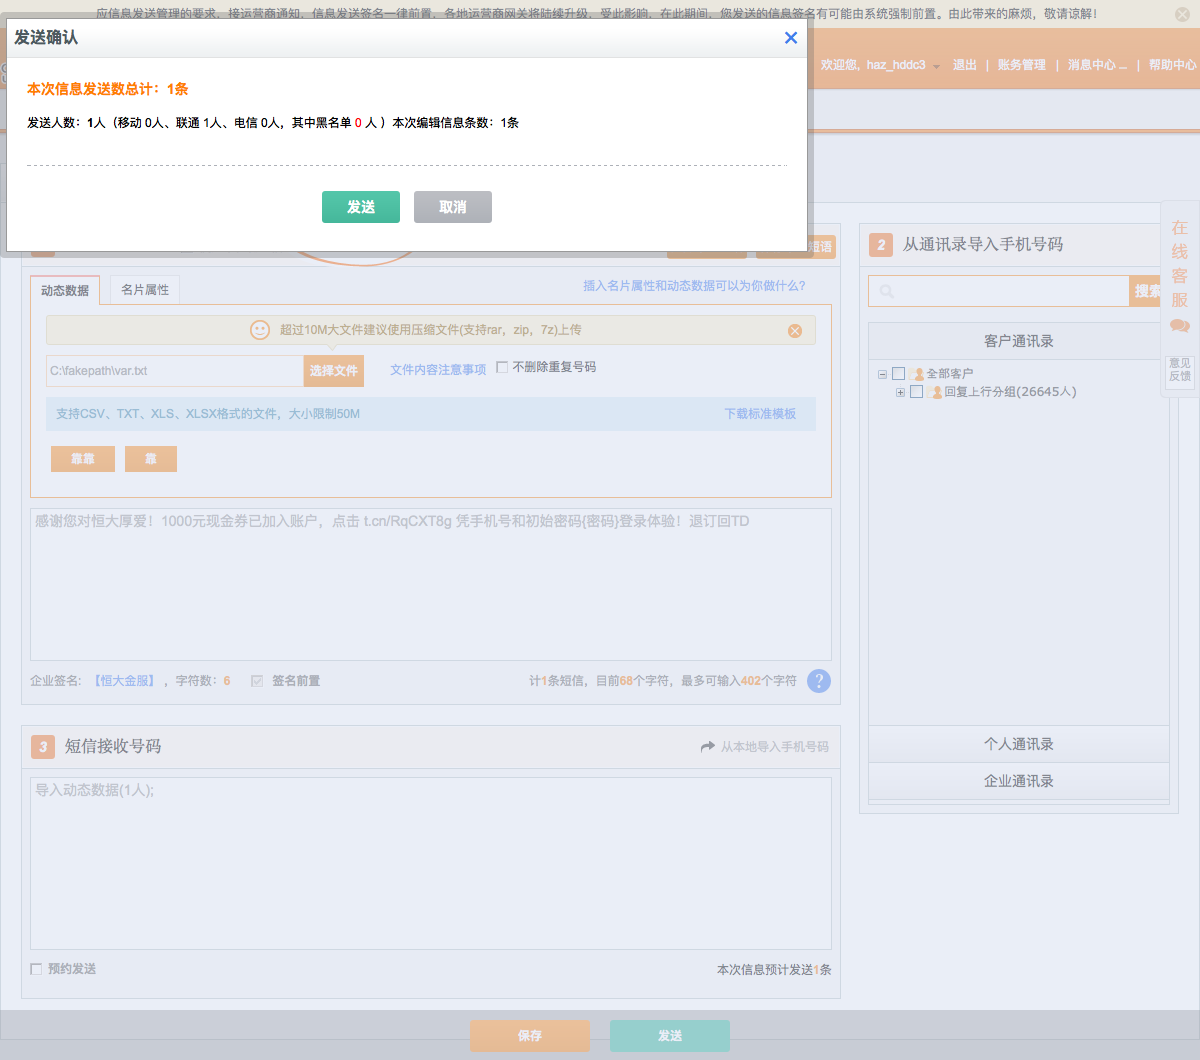 应信息发送管理的要求，接运营商通知，信息发送签名一律前置，各地运营商网关将陆续升级，受此影响，在此期间，您发送的信息签名有可能由系统强制前置。由此带来的麻烦，敬请谅解！
发送确认
欢迎您，haz_hddc3 退出 | 账务管理 | 消息中心 ... | 帮助中心
本次信息发送数总计：1条
发送人数：1人（移动 0人、联通 1人、电信 0人，其中黑名单 0 人 ）本次编辑信息条数：1条
发送 取消
2 从通讯录导入手机号码
在线客服
意见反馈
动态数据 名片属性 插入名片属性和动态数据可以为你做什么?
搜索
超过10M大文件建议使用压缩文件(支持rar，zip，7z)上传
C:\fakepath\var.txt 选择文件 文件内容注意事项 不删除重复号码
支持CSV、TXT、XLS、XLSX格式的文件，大小限制50M 下载标准模板
靠靠 靠
客户通讯录
全部客户
回复上行分组(26645人)
感谢您对恒大厚爱！1000元现金券已加入账户，点击 t.cn/RqCXT8g 凭手机号和初始密码{密码}登录体验！退订回TD
企业签名: 【恒大金服】 ，字符数：6 签名前置 计1条短信，目前68个字符，最多可输入402个字符 ?
个人通讯录
企业通讯录
3 短信接收号码 从本地导入手机号码
导入动态数据(1人);
预约发送 本次信息预计发送1条
保存 发送